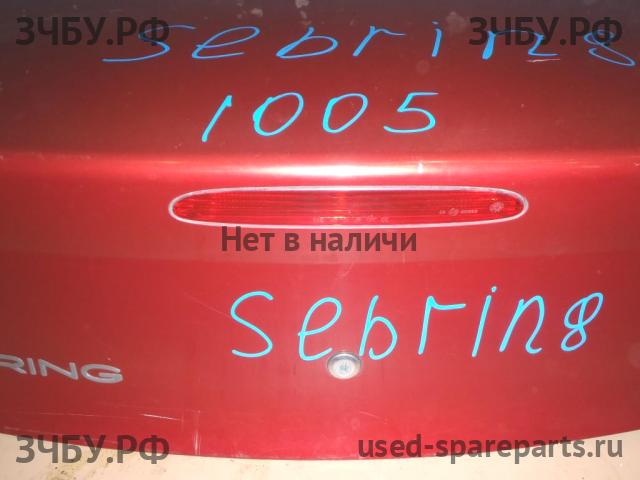 ЗЧБУ.РФ ЗЧБУ.РФ
Sebring
1005
Нет в наличи
Sebring
RING
ЗЧБУ.РФ used-spareparts.ru